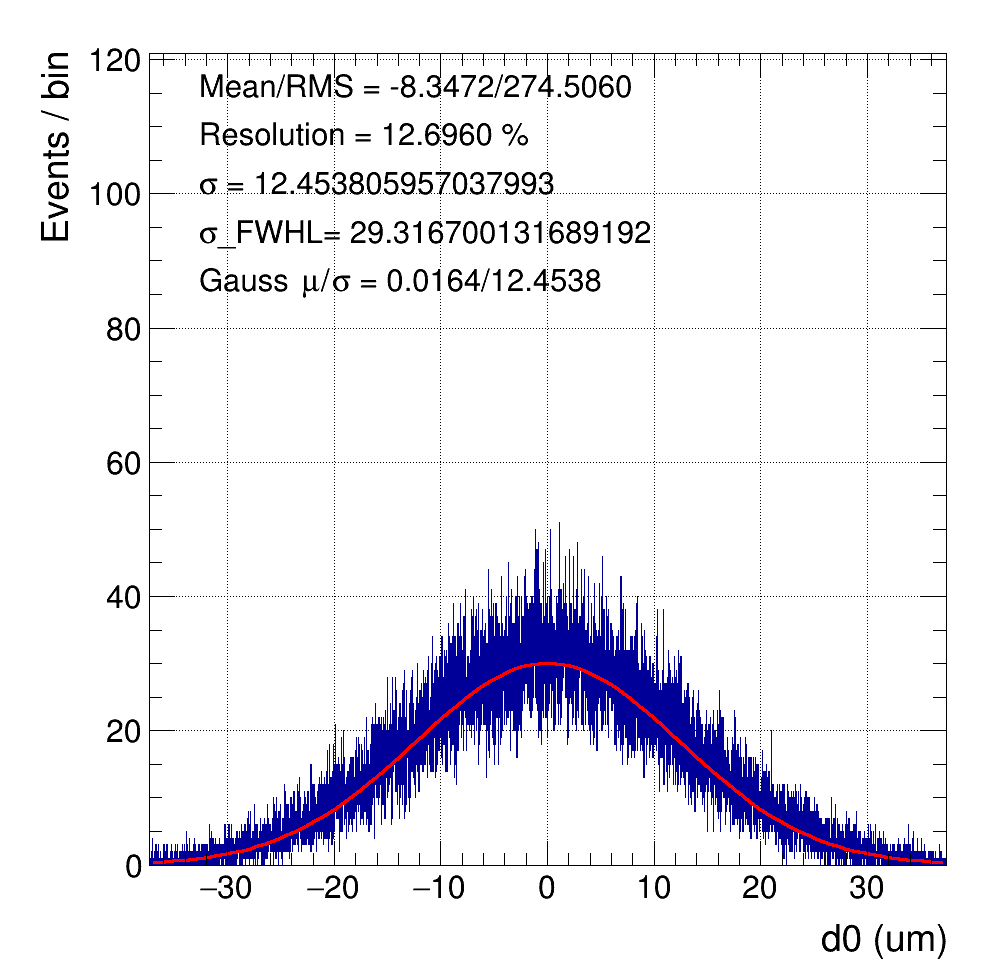 Events / bin
120
100
80
60
40
20
0
Mean/RMS = -8.3472/274.5060
Resolution = 12.6960 %
σ = 12.453805957037993
σ_FWHL= 29.316700131689192
Gauss μ/σ = 0.0164/12.4538
−30 −20 −10 0 10 20 30
d0 (um)